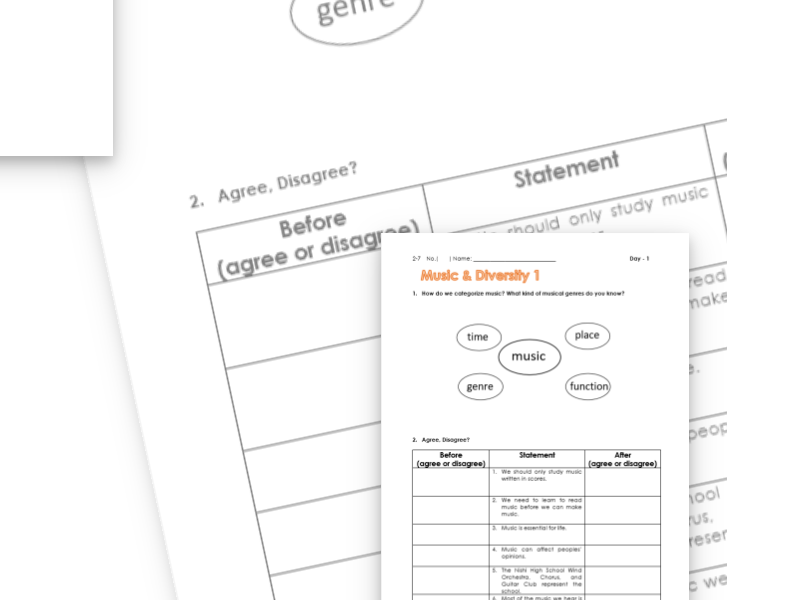 genre
2. Agree, Disagree?
Before
(agree or disagree)
Statement
should only study music
2-7 No.( ) Name:
Day - 1
Music & Diversity 1
1. How do we categorize music? What kind of musical genres do you know?
time
place
music
genre
function
2. Agree, Disagree?
Before
(agree or disagree)
Statement
After
(agree or disagree)
1. We should only study music
written in scores.
2. We need to learn to read
music before we can make
music.
3. Music is essential for life.
4. Music can affect peoples'
opinions.
5. The Nishi High School Wind
Orchestra, Chorus, and
Guitar Club represent the
school.
6. Most of the music we hear is